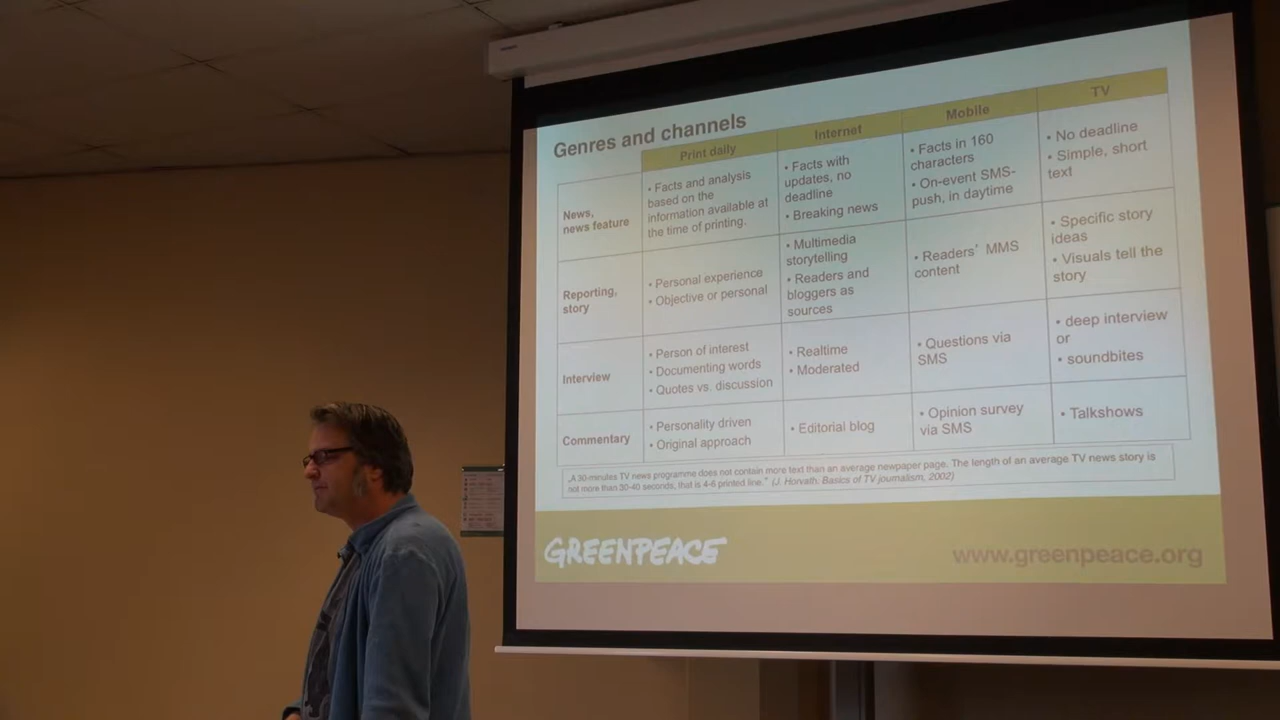 Genres and channels
Print daily
Internet
Mobile
TV
News,
news feature
• Facts and analysis
based on the
information available at
the time of printing.
• Facts with
updates, no
deadline
• Breaking news
• Facts in 160
characters
• On-event SMS-
push, in daytime
• No deadline
• Simple, short
text
Reporting,
story
• Personal experience
• Objective or personal
• Multimedia
storytelling
• Readers and
bloggers as
sources
• Readers' MMS
content
• Specific story
ideas
• Visuals tell the
story
Interview
• Person of interest
• Documenting words
• Quotes vs. discussion
• Realtime
• Moderated
• Questions via
SMS
• deep interview
or
• soundbites
Commentary
• Personality driven
• Original approach
• Editorial blog
• Opinion survey
via SMS
• Talkshows
„A 30-minutes TV news programme does not contain more text than an average newpaper page. The length of an average TV news story is
not more than 30-40 seconds, that is 4-6 printed line." (J. Horvath: Basics of TV journalism, 2002)
GREENPEACE
www.greenpeace.org